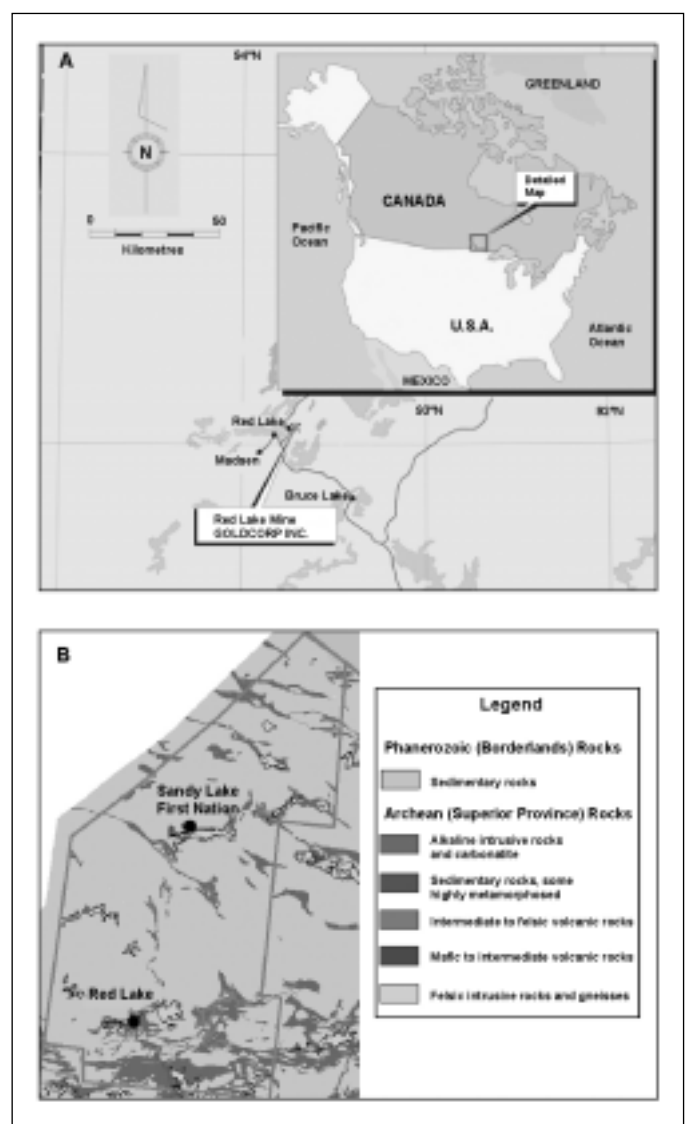 A
94°N
GREENLAND
N
Detailed
Map
CANADA
0 50
Kilometres
Pacific
Ocean
U.S.A.
Atlantic
Ocean
MEXICO
93°N
92°N
Red Lake
Madsen
Bruce Lake
Red Lake Mine
GOLDCORP INC.
B
Legend
Phanerozoic (Borderlands) Rocks
Sedimentary rocks
Sandy Lake
First Nation
Archean (Superior Province) Rocks
Alkaline intrusive rocks
and carbonatite
Sedimentary rocks, some
highly metamorphosed
Intermediate to felsic volcanic rocks
Mafic to intermediate volcanic rocks
Felsic intrusive rocks and gneisses
Red Lake